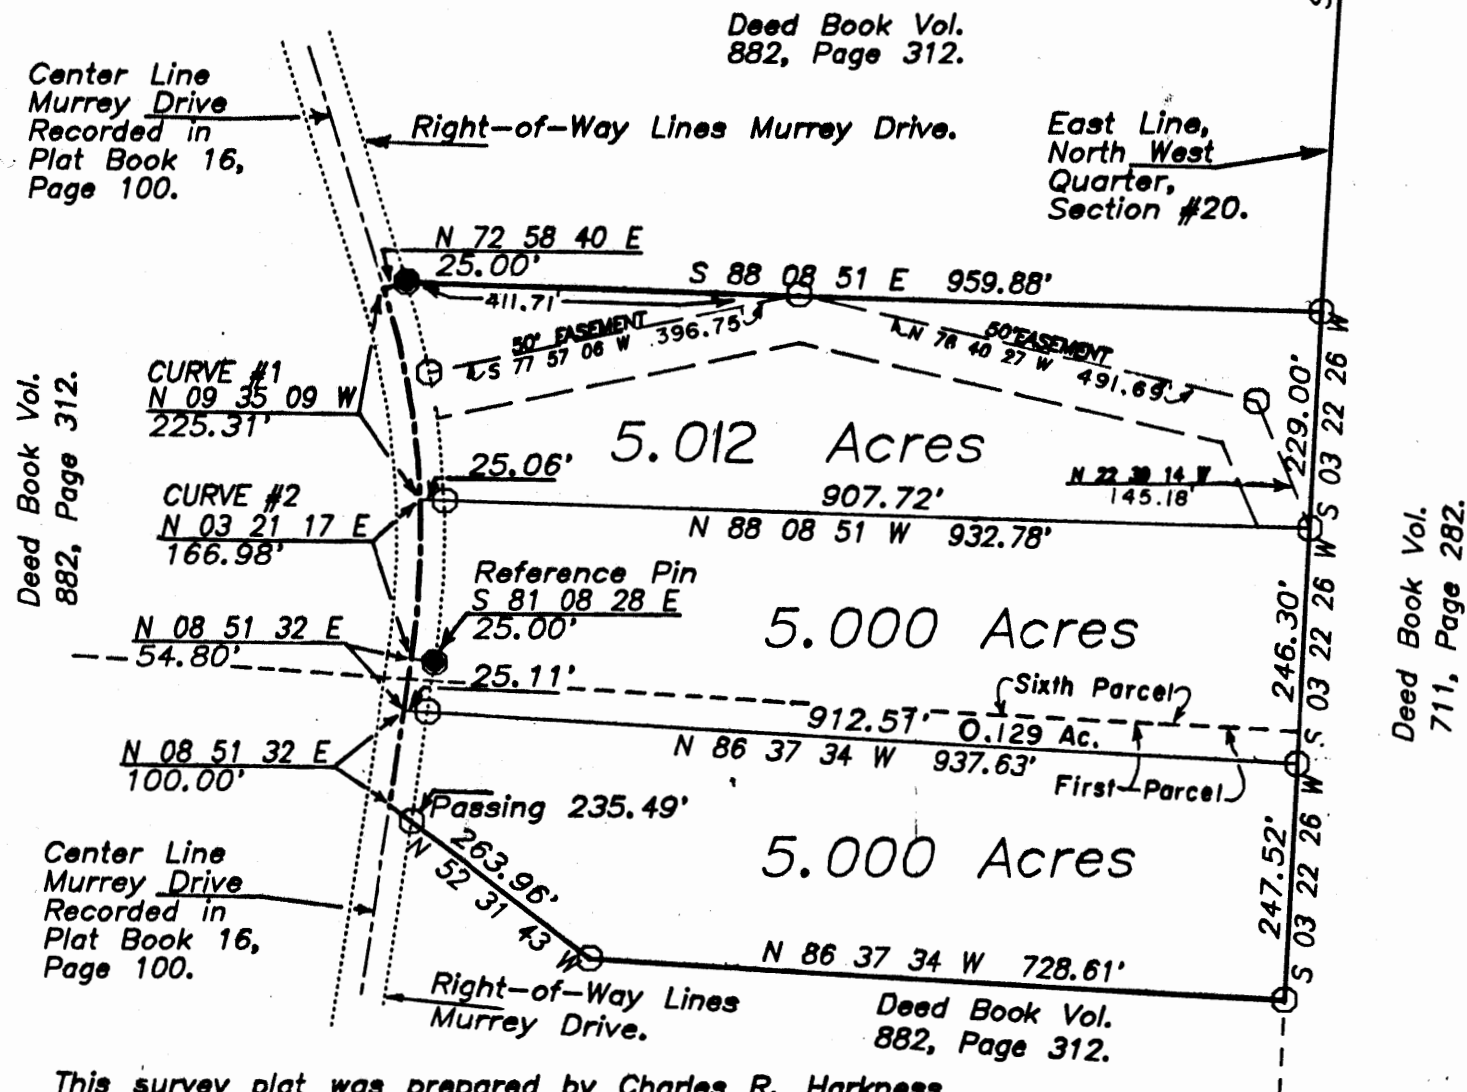 Deed Book Vol.
882, Page 312.
S
Center Line
Murrey Drive
Recorded in
Plat Book 16,
Page 100.
Right-of-Way Lines Murrey Drive.
East Line,
North West
Quarter,
Section #20.
N 72 58 40 E
25.00'
S 88 08 51 E 959.88'
411.71'
50' EASEMENT
S 77 57 06 W 396.75'
50' EASEMENT
N 76 40 27 W 491.69'
CURVE #1
N 09 35 09 W
225.31'
Deed Book Vol.
882, Page 312.
5.012 Acres
229.00'
S 03 22 26 W
25.06'
N 22 39 14 W
145.18'
907.72'
N 88 08 51 W 932.78'
CURVE #2
N 03 21 17 E
166.98'
Reference Pin
S 81 08 28 E
25.00'
5.000 Acres
246.30'
S 03 22 26 W
Deed Book Vol.
711, Page 282.
N 08 51 32 E
54.80'
25.11'
Sixth Parcel
912.57'
0.129 Ac.
N 86 37 34 W 937.63'
First Parcel
N 08 51 32 E
100.00'
Passing 235.49'
263.96'
N 52 31 43 W
5.000 Acres
247.52'
S 03 22 26 W
Center Line
Murrey Drive
Recorded in
Plat Book 16,
Page 100.
N 86 37 34 W 728.61'
Right-of-Way Lines
Murrey Drive.
Deed Book Vol.
882, Page 312.
This survey plat was prepared by Charles R. Harkness